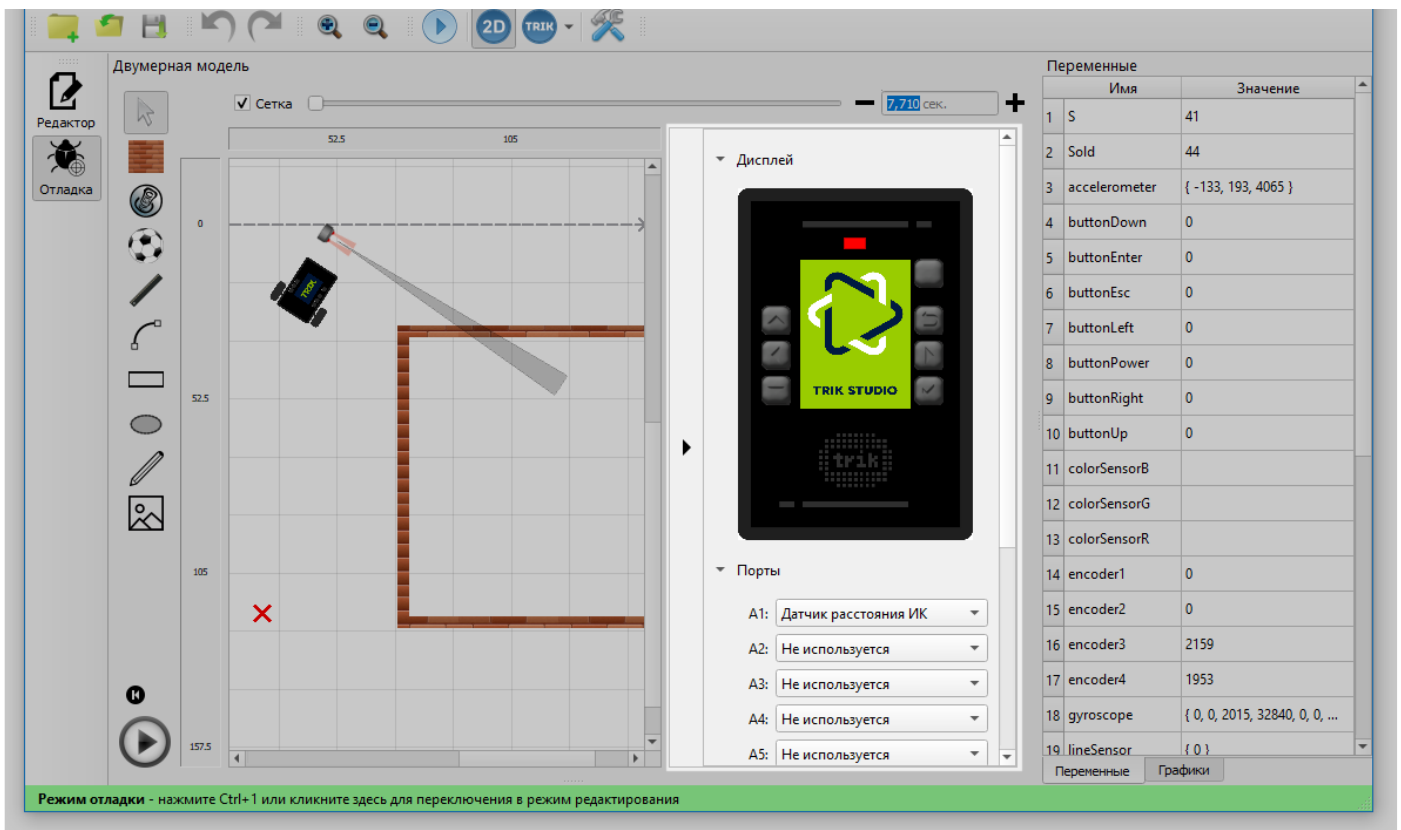 2D
TRIK
Двумерная модель
Переменные
Редактор
Отладка
Сетка
7,710 сек.
52.5
105
0
52.5
105
157.5
TRIK
Дисплей
TRIK STUDIO
trik
Порты
A1: Датчик расстояния ИК
A2: Не используется
A3: Не используется
A4: Не используется
A5: Не используется
Имя Значение
1 S 41
2 Sold 44
3 accelerometer { -133, 193, 4065 }
4 buttonDown 0
5 buttonEnter 0
6 buttonEsc 0
7 buttonLeft 0
8 buttonPower 0
9 buttonRight 0
10 buttonUp 0
11 colorSensorB
12 colorSensorG
13 colorSensorR
14 encoder1 0
15 encoder2 0
16 encoder3 2159
17 encoder4 1953
18 gyroscope { 0, 0, 2015, 32840, 0, 0, ...
19 lineSensor { 0 }
Переменные Графики
Режим отладки - нажмите Ctrl+1 или кликните здесь для переключения в режим редактирования